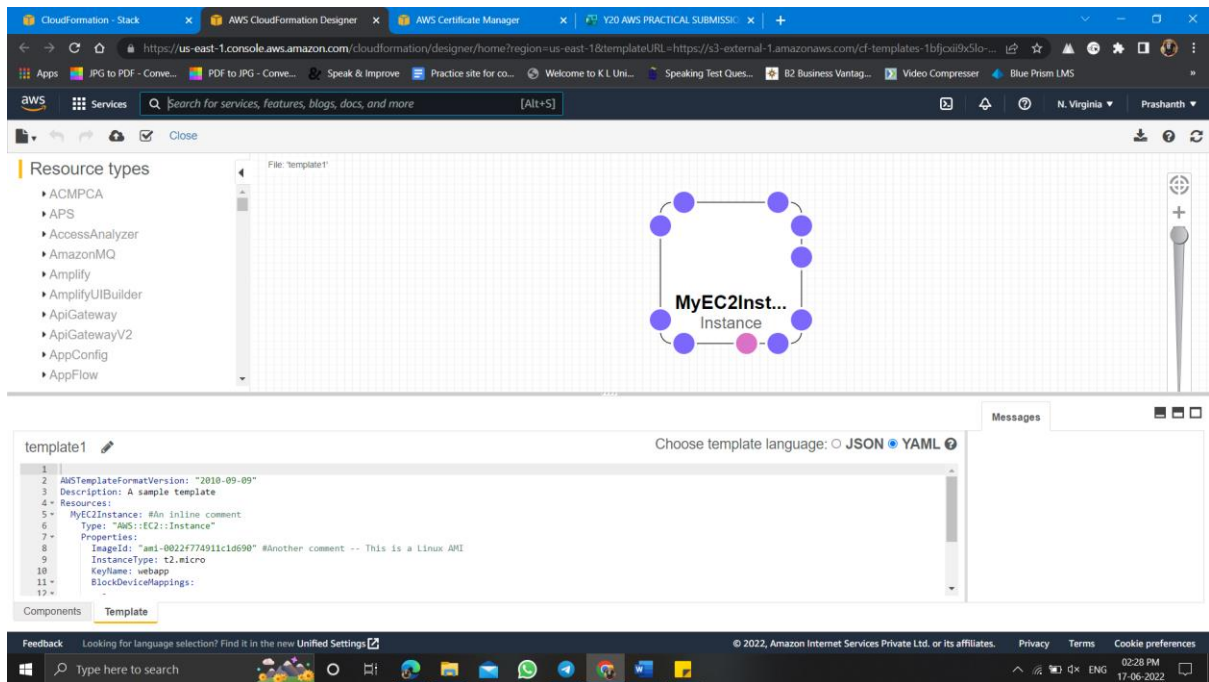 CloudFormation - Stack
AWS CloudFormation Designer
AWS Certificate Manager
Y20 AWS PRACTICAL SUBMISSIO
https://us-east-1.console.aws.amazon.com/cloudformation/designer/home?region=us-east-1&templateURL=https://s3-external-1.amazonaws.com/cf-templates-1bfjcxii9x5lo-...
Apps
JPG to PDF - Conve...
PDF to JPG - Conve...
Speak & Improve
Practice site for co...
Welcome to K L Uni...
Speaking Test Ques...
B2 Business Vantag...
Video Compresser
Blue Prism LMS
»
aws
Services
Search for services, features, blogs, docs, and more
[Alt+S]
N. Virginia
Prashanth
Close
Resource types
ACMPCA
APS
AccessAnalyzer
AmazonMQ
Amplify
AmplifyUIBuilder
ApiGateway
ApiGatewayV2
AppConfig
AppFlow
File: 'template1'
MyEC2Inst...
Instance
template1
Choose template language: JSON YAML
Messages
1
2 AWSTemplateFormatVersion: "2010-09-09"
3 Description: A sample template
4 Resources:
5 MyEC2Instance: #An inline comment
6 Type: "AWS::EC2::Instance"
7 Properties:
8 ImageId: "ami-0022f774911c1d690" #Another comment -- This is a Linux AMI
9 InstanceType: t2.micro
10 KeyName: webapp
11 BlockDeviceMappings:
12 -
Components
Template
Feedback
Looking for language selection? Find it in the new Unified Settings
© 2022, Amazon Internet Services Private Ltd. or its affiliates.
Privacy
Terms
Cookie preferences
Type here to search
ENG
02:28 PM
17-06-2022